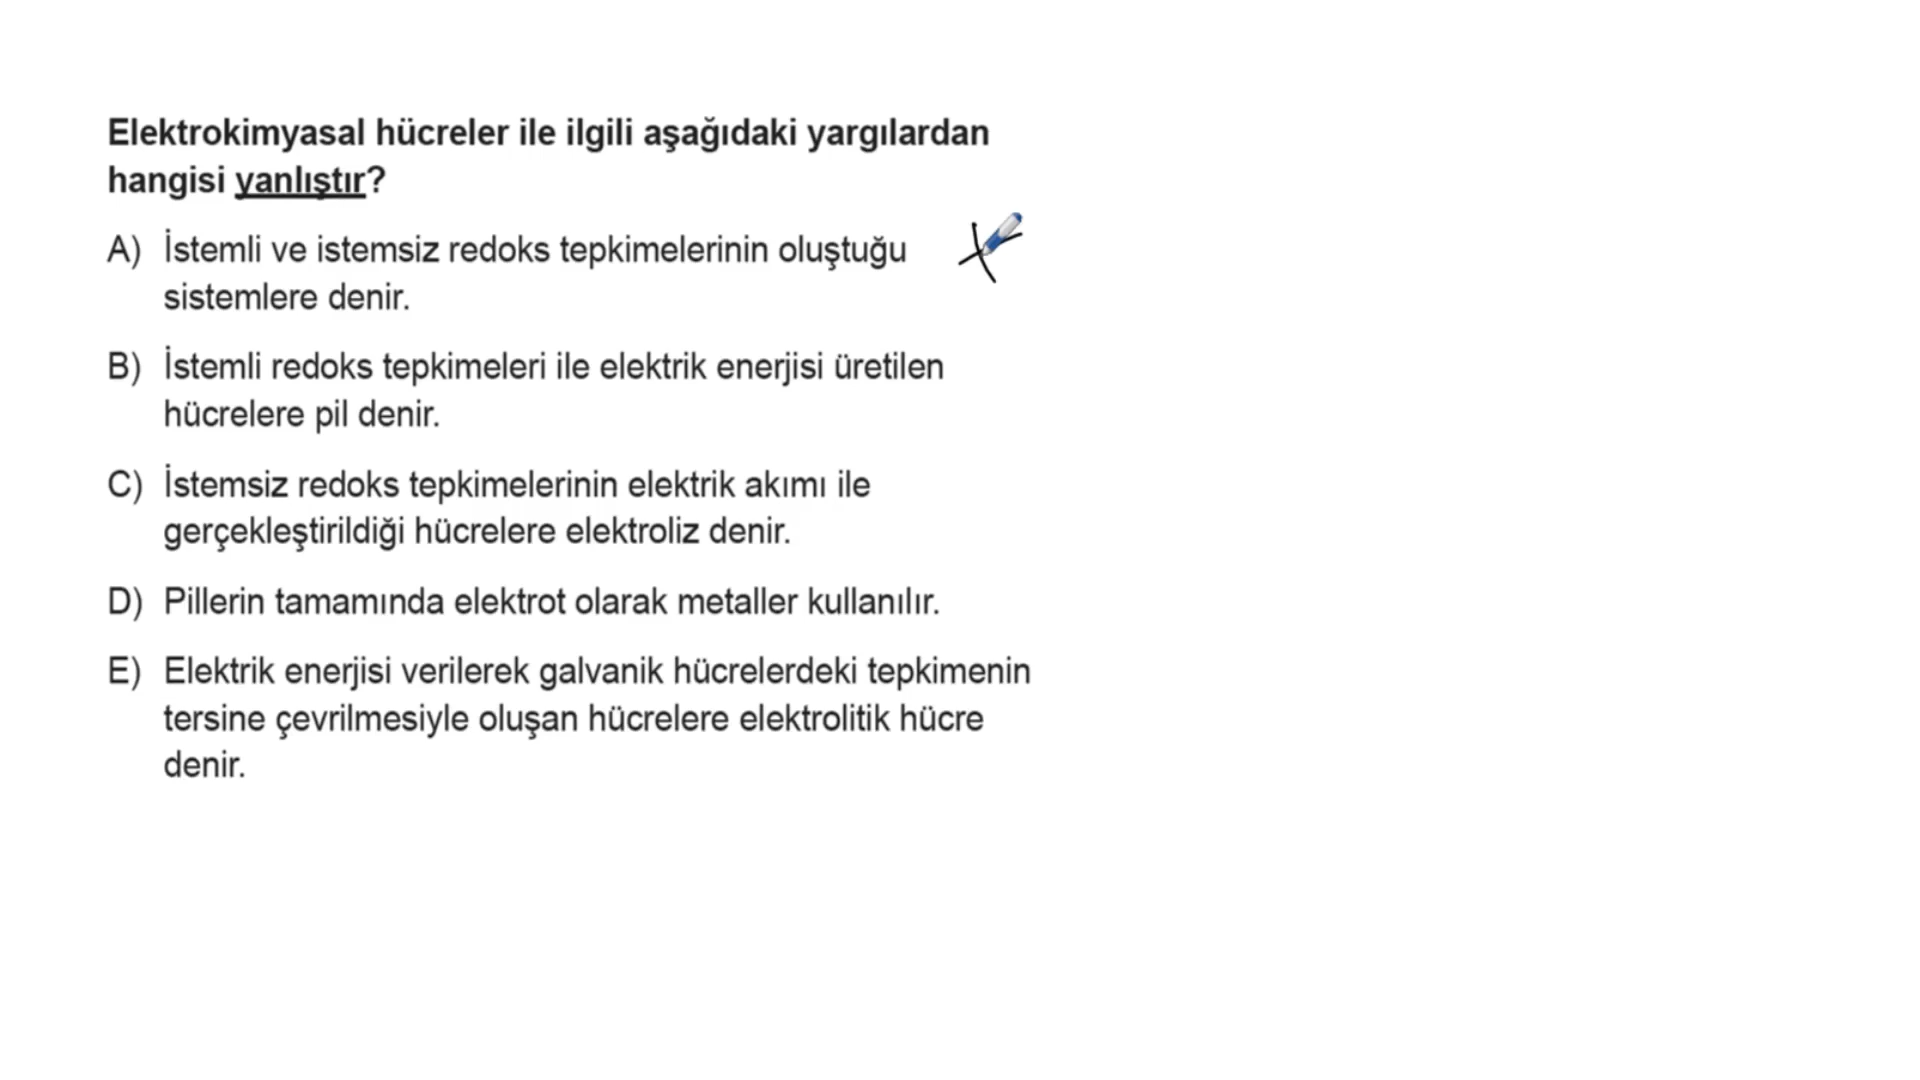 Elektrokimyasal hücreler ile ilgili aşağıdaki yargılardan
hangisi yanlıştır?
A) İstemli ve istemsiz redoks tepkimelerinin oluştuğu
sistemlere denir.
B) İstemli redoks tepkimeleri ile elektrik enerjisi üretilen
hücrelere pil denir.
C) İstemsiz redoks tepkimelerinin elektrik akımı ile
gerçekleştirildiği hücrelere elektroliz denir.
D) Pillerin tamamında elektrot olarak metaller kullanılır.
E) Elektrik enerjisi verilerek galvanik hücrelerdeki tepkimenin
tersine çevrilmesiyle oluşan hücrelere elektrolitik hücre
denir.